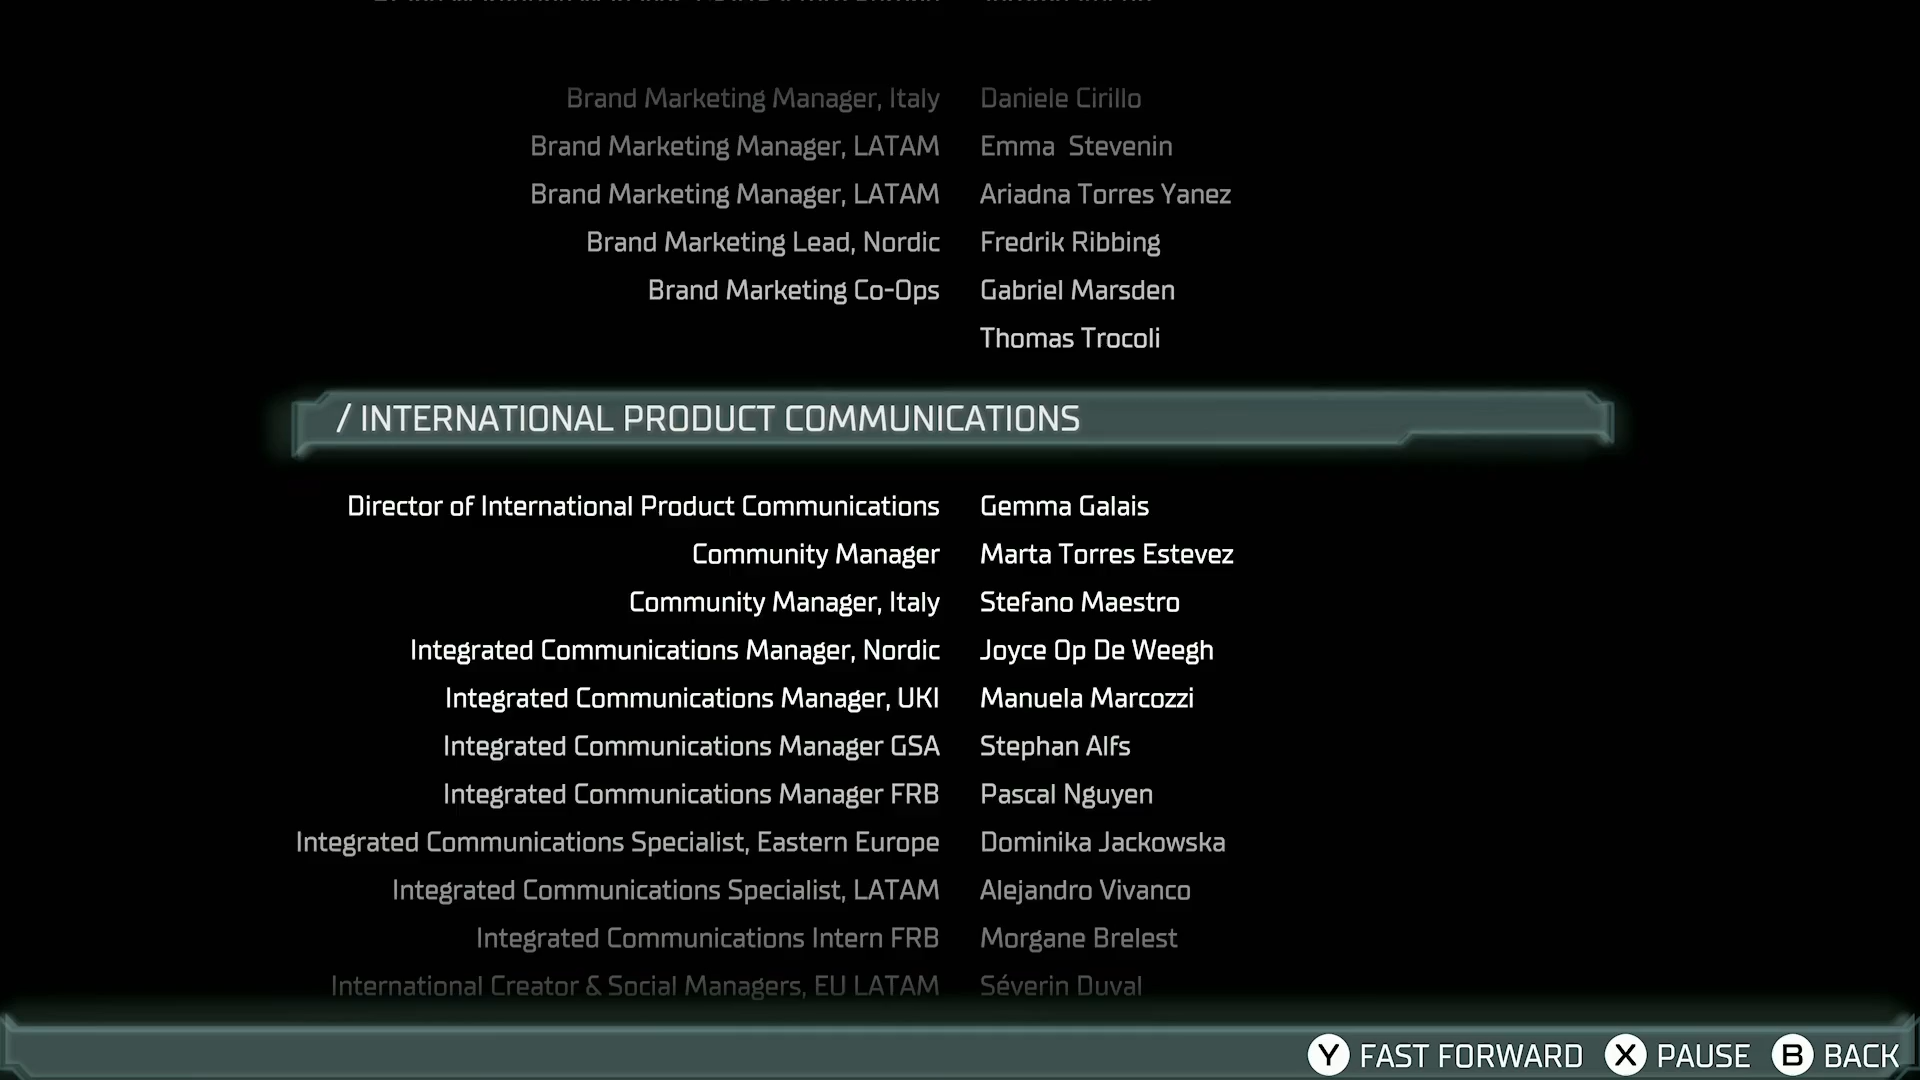 Brand Marketing Manager, Italy Daniele Cirillo
Brand Marketing Manager, LATAM Emma  Stevenin
Brand Marketing Manager, LATAM Ariadna Torres Yanez
Brand Marketing Lead, Nordic Fredrik Ribbing
Brand Marketing Co-Ops Gabriel Marsden
Thomas Trocoli
/ INTERNATIONAL PRODUCT COMMUNICATIONS
Director of International Product Communications Gemma Galais
Community Manager Marta Torres Estevez
Community Manager, Italy Stefano Maestro
Integrated Communications Manager, Nordic Joyce Op De Weegh
Integrated Communications Manager, UKI Manuela Marcozzi
Integrated Communications Manager GSA Stephan Alfs
Integrated Communications Manager FRB Pascal Nguyen
Integrated Communications Specialist, Eastern Europe Dominika Jackowska
Integrated Communications Specialist, LATAM Alejandro Vivanco
Integrated Communications Intern FRB Morgane Brelest
International Creator & Social Managers, EU LATAM Séverin Duval
Y FAST FORWARD X PAUSE B BACK